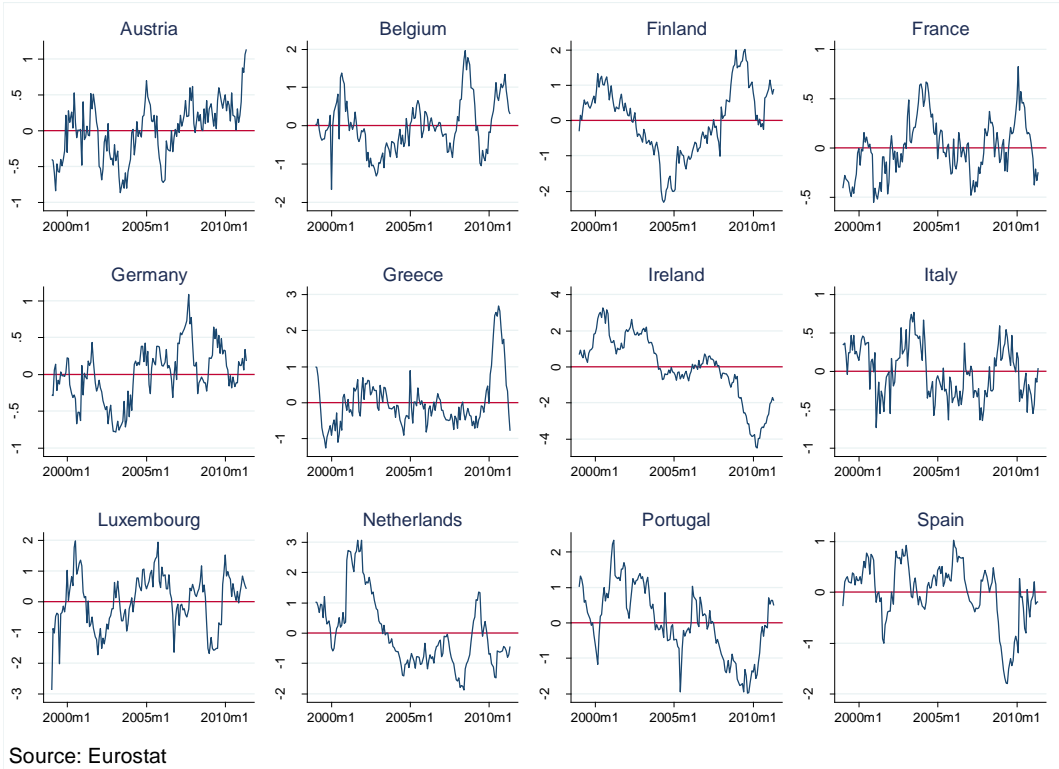 Austria Belgium Finland France
1 2 2 1
.5 1 1 .5
0 0 0 0
-.5 -1 -1 -.5
-1 -2 -2
2000m1 2005m1 2010m1 2000m1 2005m1 2010m1 2000m1 2005m1 2010m1 2000m1 2005m1 2010m1
Germany Greece Ireland Italy
1 3 4 1
.5 2 2 .5
0 1 0 0
-.5 0 -2 -.5
-1 -1 -4 -1
2000m1 2005m1 2010m1 2000m1 2005m1 2010m1 2000m1 2005m1 2010m1 2000m1 2005m1 2010m1
Luxembourg Netherlands Portugal Spain
2 3 2 1
1 2 1 0
0 1 0 -1
-1 0 -1 -2
-2 -1 -2
-3 -2
2000m1 2005m1 2010m1 2000m1 2005m1 2010m1 2000m1 2005m1 2010m1 2000m1 2005m1 2010m1
Source: Eurostat